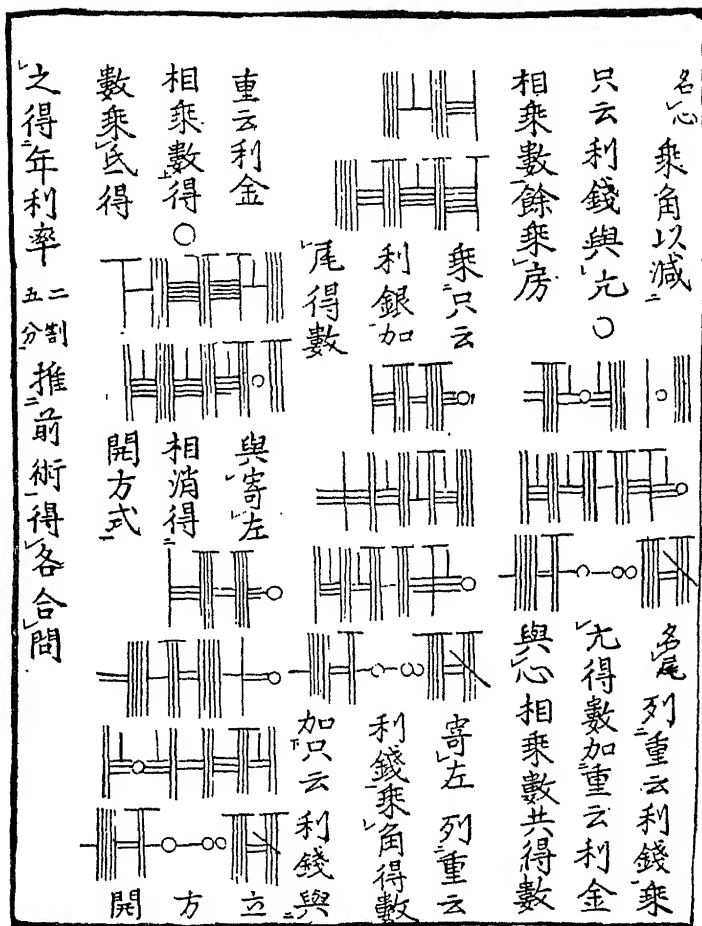 名心 乘角以減
只云利錢與亢
相乘數餘乘房
名尾 列重云利錢乘
亢得數加重云利金
與心相乘數共得數
乘只云
利銀加
尾得數
寄左 列重云
利錢乘角得數
加只云利錢與
重云利金
相乘數得
數乘氐得
與寄左
相消得
開方式
立方開
之得年利率 二割五分 推前術得各合問